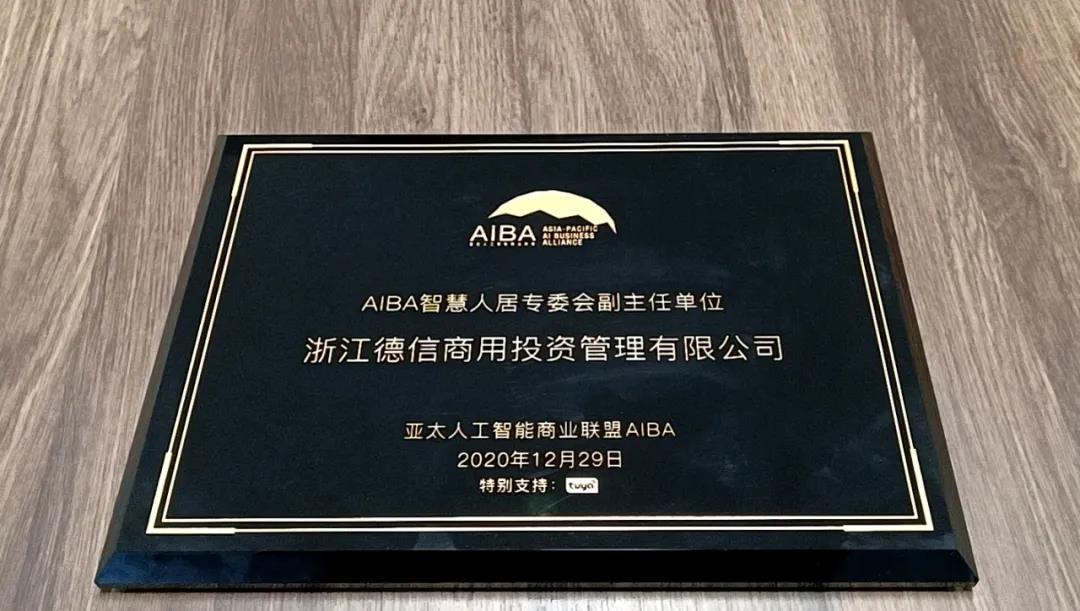 AIBA
ASIA-PACIFIC
AI BUSINESS
ALLIANCE
AIBA智慧人居专委会副主任单位
浙江德信商用投资管理有限公司
亚太人工智能商业联盟AIBA
2020年12月29日
特别支持：tuya